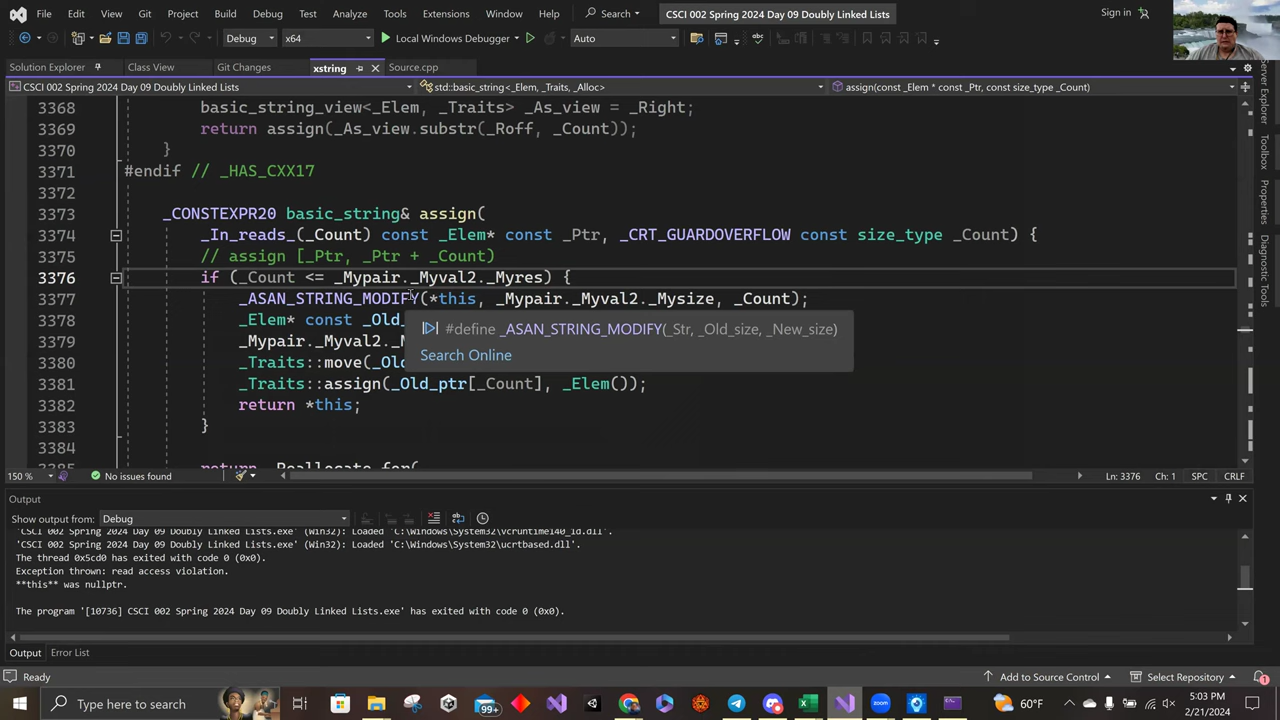 File Edit View Git Project Build Debug Test Analyze Tools Extensions Window Help Search CSCI 002 Spring 2024 Day 09 Doubly Linked Lists Sign in
Debug x64 Local Windows Debugger Auto
Solution Explorer Class View Git Changes xstring Source.cpp
CSCI 002 Spring 2024 Day 09 Doubly Linked Lists std::basic_string<_Elem, _Traits, _Alloc> assign(const _Elem * const _Ptr, const size_type _Count)
3368 basic_string_view<_Elem, _Traits> _As_view = _Right;
3369 return assign(_As_view.substr(_Roff, _Count));
3370 }
3371 #endif // _HAS_CXX17
3372
3373 _CONSTEXPR20 basic_string& assign(
3374 _In_reads_(_Count) const _Elem* const _Ptr, _CRT_GUARDOVERFLOW const size_type _Count) {
3375 // assign [_Ptr, _Ptr + _Count)
3376 if (_Count <= _Mypair._Myval2._Myres) {
3377 _ASAN_STRING_MODIFY(*this, _Mypair._Myval2._Mysize, _Count);
3378 _Elem* const _Old_
#define _ASAN_STRING_MODIFY(_Str, _Old_size, _New_size)
3379 _Mypair._Myval2._M
Search Online
3380 _Traits::move(_Old
3381 _Traits::assign(_Old_ptr[_Count], _Elem());
3382 return *this;
3383 }
3384
3385 return _Reallocate_for(
150 % No issues found Ln: 3376 Ch: 1 SPC CRLF
Output
Show output from: Debug
'CSCI 002 Spring 2024 Day 09 Doubly Linked Lists.exe' (Win32): Loaded 'C:\Windows\System32\vcruntime140_1d.dll'.
'CSCI 002 Spring 2024 Day 09 Doubly Linked Lists.exe' (Win32): Loaded 'C:\Windows\System32\ucrtbased.dll'.
The thread 0x5cd0 has exited with code 0 (0x0).
Exception thrown: read access violation.
**this** was nullptr.
The program '[10736] CSCI 002 Spring 2024 Day 09 Doubly Linked Lists.exe' has exited with code 0 (0x0).
Output Error List
Ready Add to Source Control Select Repository 1
Type here to search 99+ 60°F 5:03 PM
2/21/2024
Server Explorer
Toolbox
Properties
Diagnostic